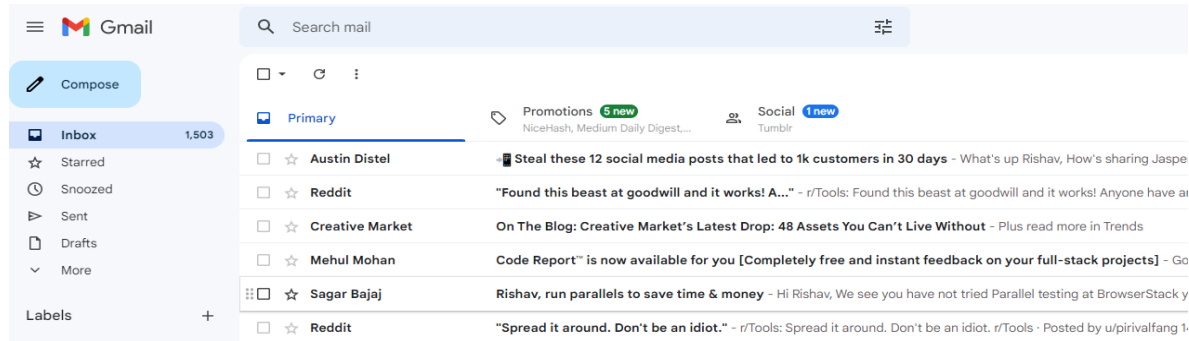 Gmail
Search mail
Compose
Inbox 1,503
Starred
Snoozed
Sent
Drafts
More
Labels
Primary
Promotions 5 new
NiceHash, Medium Daily Digest,...
Social 1 new
Tumblr
Austin Distel Steal these 12 social media posts that led to 1k customers in 30 days - What's up Rishav, How's sharing Jaspe
Reddit "Found this beast at goodwill and it works! A..." - r/Tools: Found this beast at goodwill and it works! Anyone have an
Creative Market On The Blog: Creative Market's Latest Drop: 48 Assets You Can't Live Without - Plus read more in Trends
Mehul Mohan Code Report™ is now available for you [Completely free and instant feedback on your full-stack projects] - Go
Sagar Bajaj Rishav, run parallels to save time & money - Hi Rishav, We see you have not tried Parallel testing at BrowserStack y
Reddit "Spread it around. Don't be an idiot." - r/Tools: Spread it around. Don't be an idiot. r/Tools · Posted by u/pirivalfang 14